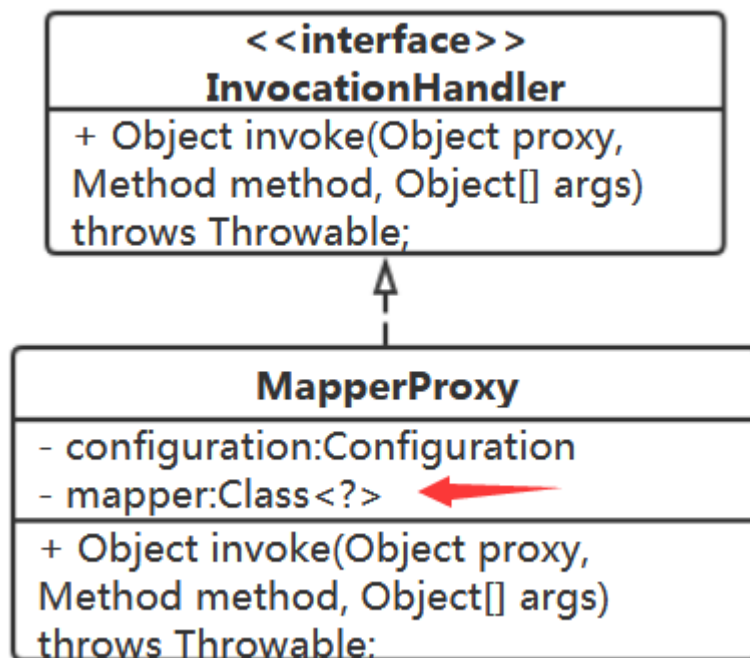 <<interface>>
InvocationHandler
+ Object invoke(Object proxy,
Method method, Object[] args)
throws Throwable;
MapperProxy
- configuration:Configuration
- mapper:Class<?>
+ Object invoke(Object proxy,
Method method, Object[] args)
throws Throwable;